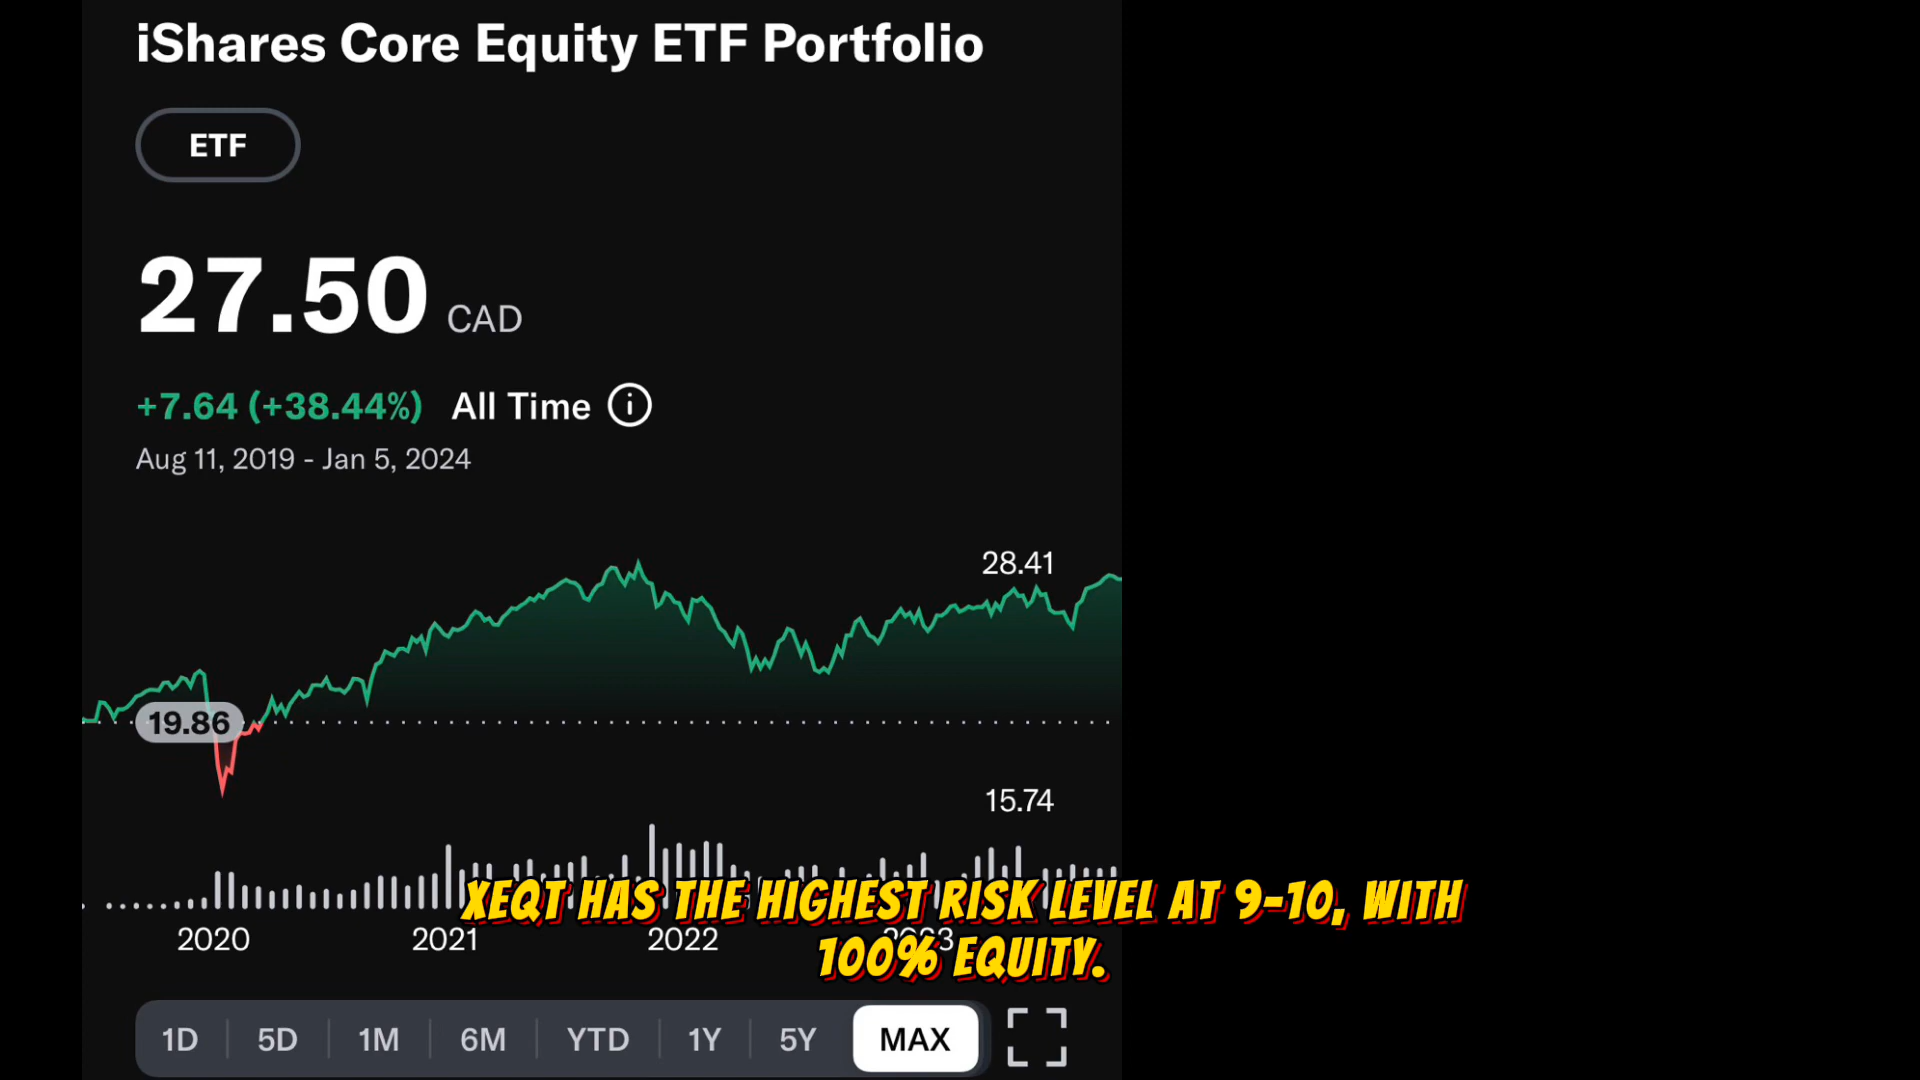 iShares Core Equity ETF Portfolio
ETF
27.50 CAD
+7.64 (+38.44%) All Time
Aug 11, 2019 - Jan 5, 2024
28.41
19.86
15.74
XEQT HAS THE HIGHEST RISK LEVEL AT 9-10, WITH
100% EQUITY.
2020 2021 2022 2023
1D 5D 1M 6M YTD 1Y 5Y MAX